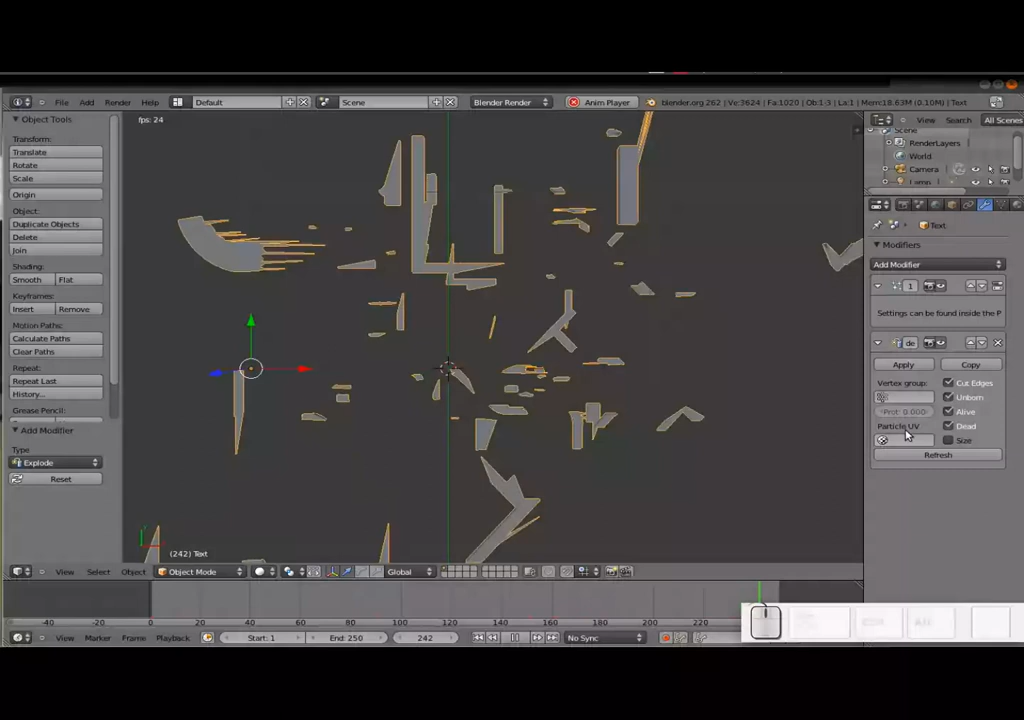 File Add Render Help Default Scene Blender Render Anim Player blender.org 262 | Ve:3624 | Fa:1020 | Ob:1-3 | La:1 | Mem:18.63M (0.10M) | Text
Object Tools
Transform:
Translate
Rotate
Scale
Origin
Object:
Duplicate Objects
Delete
Join
Shading:
Smooth Flat
Keyframes:
Insert Remove
Motion Paths:
Calculate Paths
Clear Paths
Repeat:
Repeat Last
History...
Grease Pencil:
Add Modifier
Type
Explode
Reset
fps: 24
(242) Text
View Select Object Object Mode Global
View Search All Scenes
Scene
RenderLayers
World
Camera
Lamp
Text
Modifiers
Add Modifier
1
Settings can be found inside the P
de
Apply Copy
Vertex group: Cut Edges
Unborn
Prot: 0.000 Alive
Particle UV Dead
Size
Refresh
-40 -20 0 20 40 60 80 100 120 140 160 180 200 220
View Marker Frame Playback Start: 1 End: 250 242 No Sync